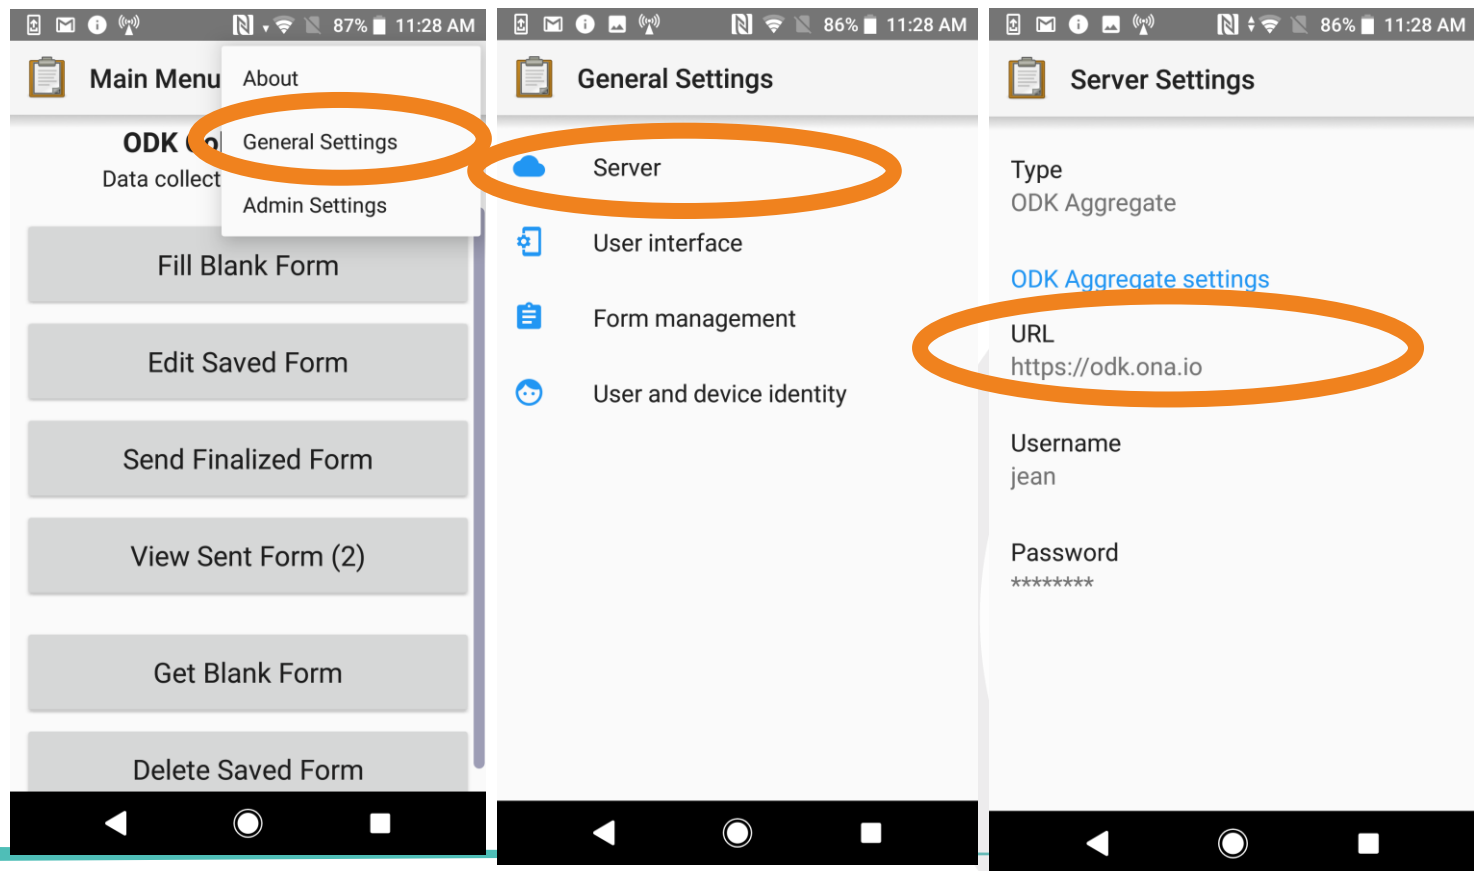 87% 11:28 AM
Main Menu
About
General Settings
Admin Settings
ODK Col
Data collect
Fill Blank Form
Edit Saved Form
Send Finalized Form
View Sent Form (2)
Get Blank Form
Delete Saved Form
86% 11:28 AM
General Settings
Server
User interface
Form management
User and device identity
86% 11:28 AM
Server Settings
Type
ODK Aggregate
ODK Aggregate settings
URL
https://odk.ona.io
Username
jean
Password
********